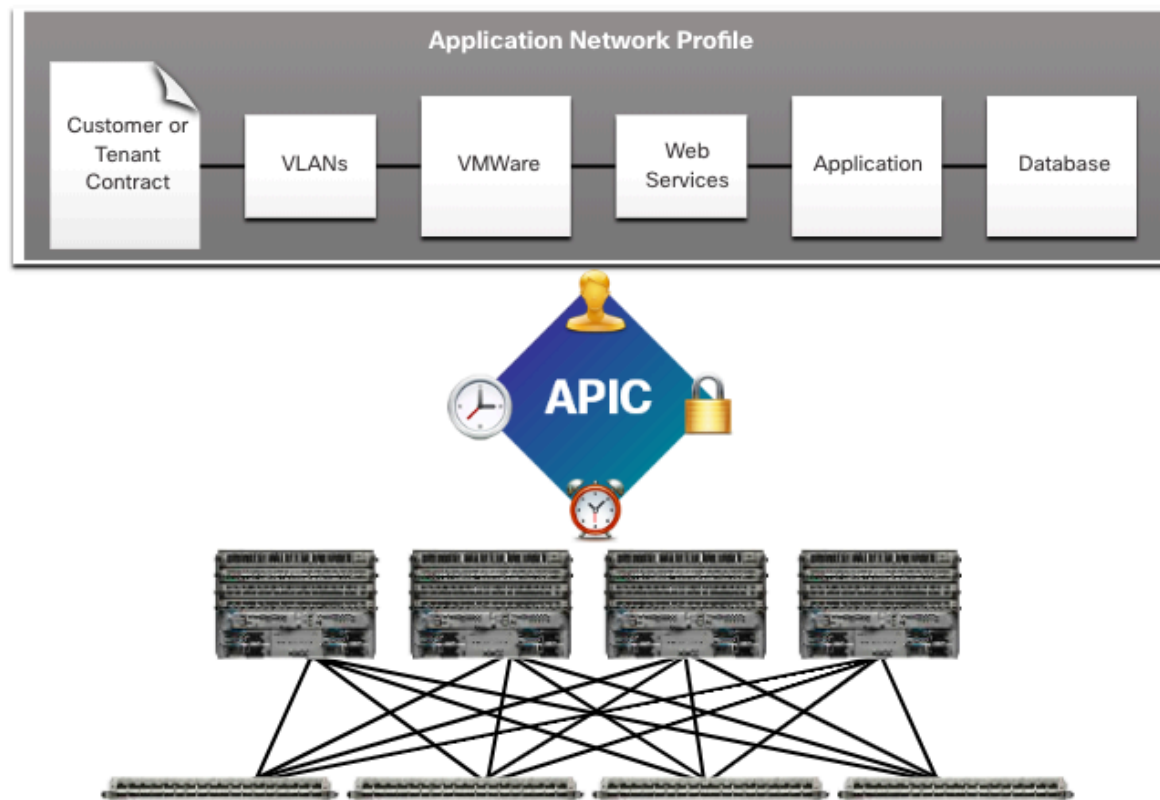 Application Network Profile
Customer or
Tenant
Contract
VLANs
VMWare
Web
Services
Application
Database
APIC